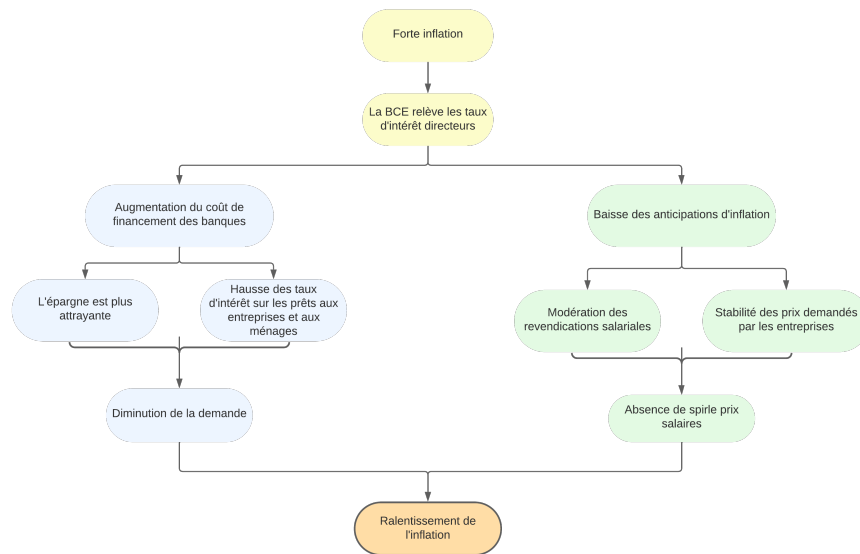 Forte inflation
La BCE relève les taux
d'intérêt directeurs
Augmentation du coût de
financement des banques
Baisse des anticipations d'inflation
L'épargne est plus
attrayante
Hausse des taux
d'intérêt sur les prêts aux
entreprises et aux
ménages
Modération des
revendications salariales
Stabilité des prix demandés
par les entreprises
Diminution de la demande
Absence de spirle prix
salaires
Ralentissement de
l'inflation